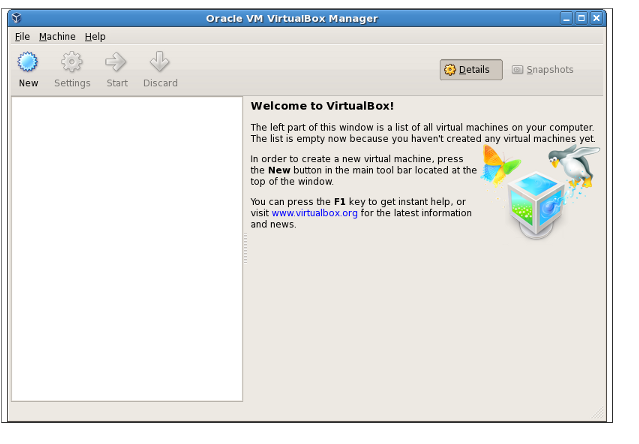 Oracle VM VirtualBox Manager
File Machine Help
New Settings Start Discard
Details Snapshots
Welcome to VirtualBox!
The left part of this window is a list of all virtual machines on your computer.
The list is empty now because you haven't created any virtual machines yet.
In order to create a new virtual machine, press
the New button in the main tool bar located at the
top of the window.
You can press the F1 key to get instant help, or
visit www.virtualbox.org for the latest information
and news.